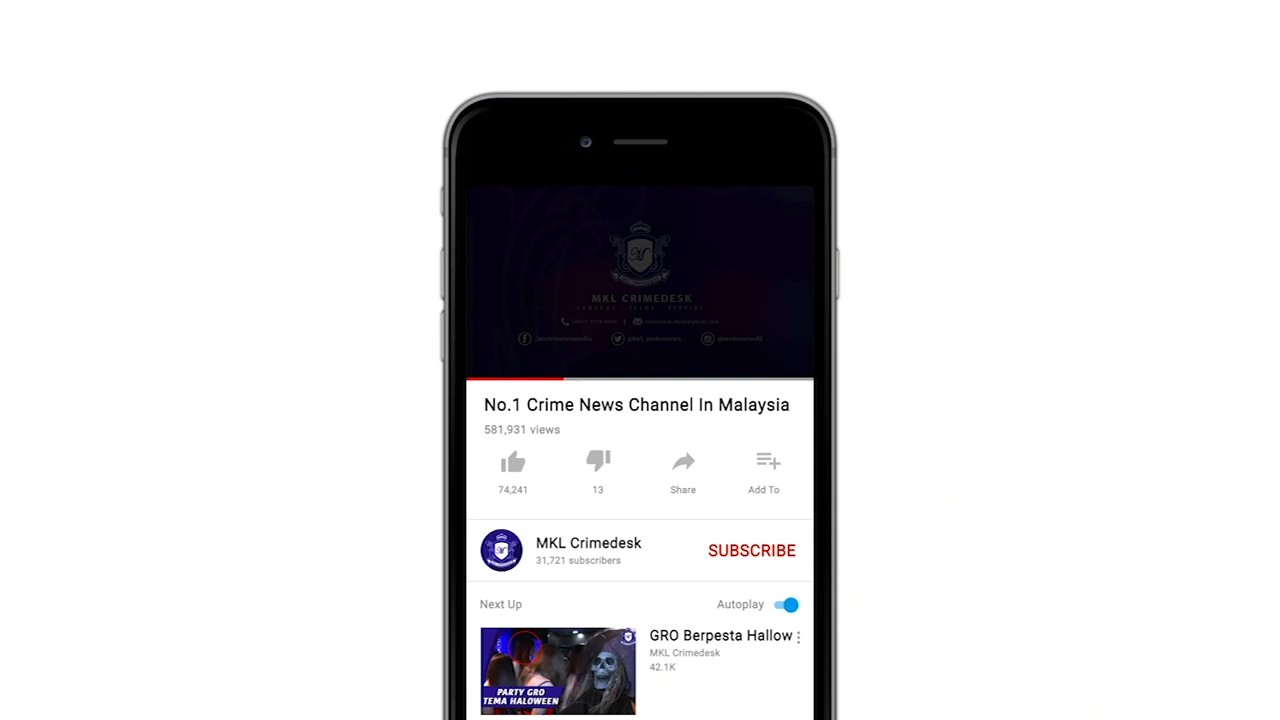 MKL CRIMEDESK
No.1 Crime News Channel In Malaysia
581,931 views
74,241
13
Share
Add To
MKL Crimedesk
31,721 subscribers
SUBSCRIBE
Next Up
Autoplay
GRO Berpesta Hallow
MKL Crimedesk
42.1K
PARTY GRO
TEMA HALOWEEN